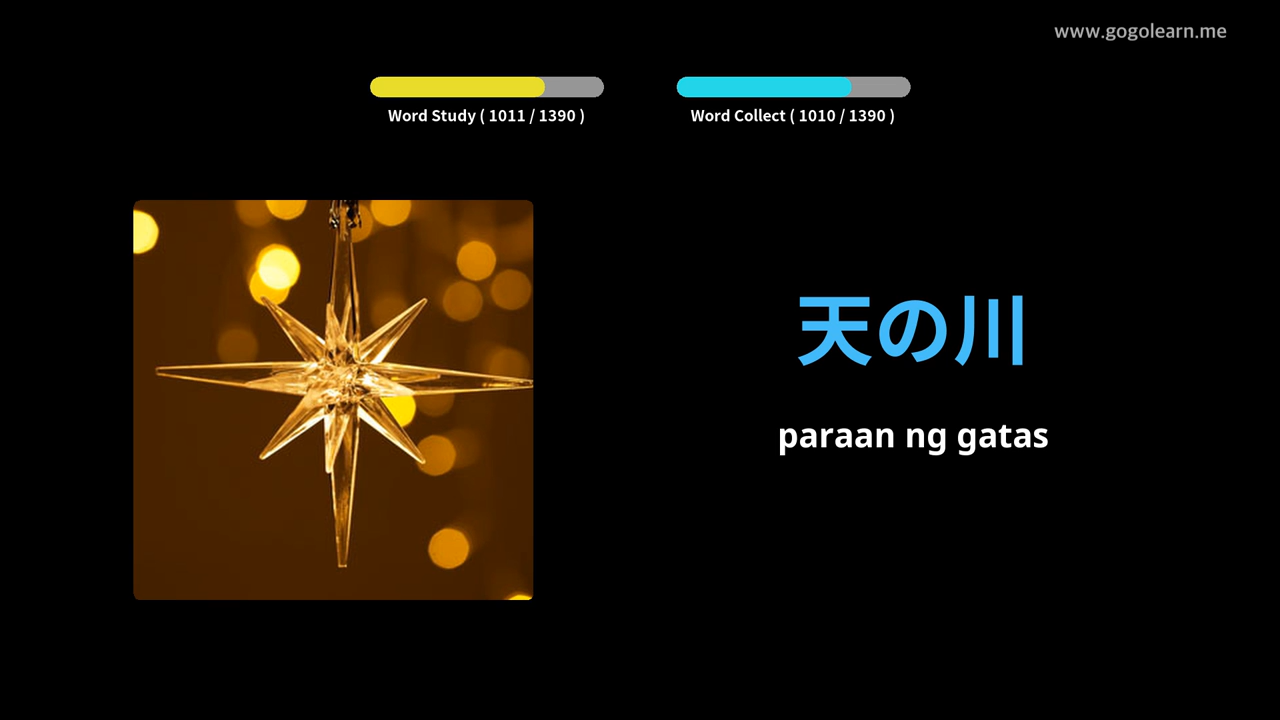 www.gogolearn.me
Word Study ( 1011 / 1390 )
Word Collect ( 1010 / 1390 )
天の川
paraan ng gatas